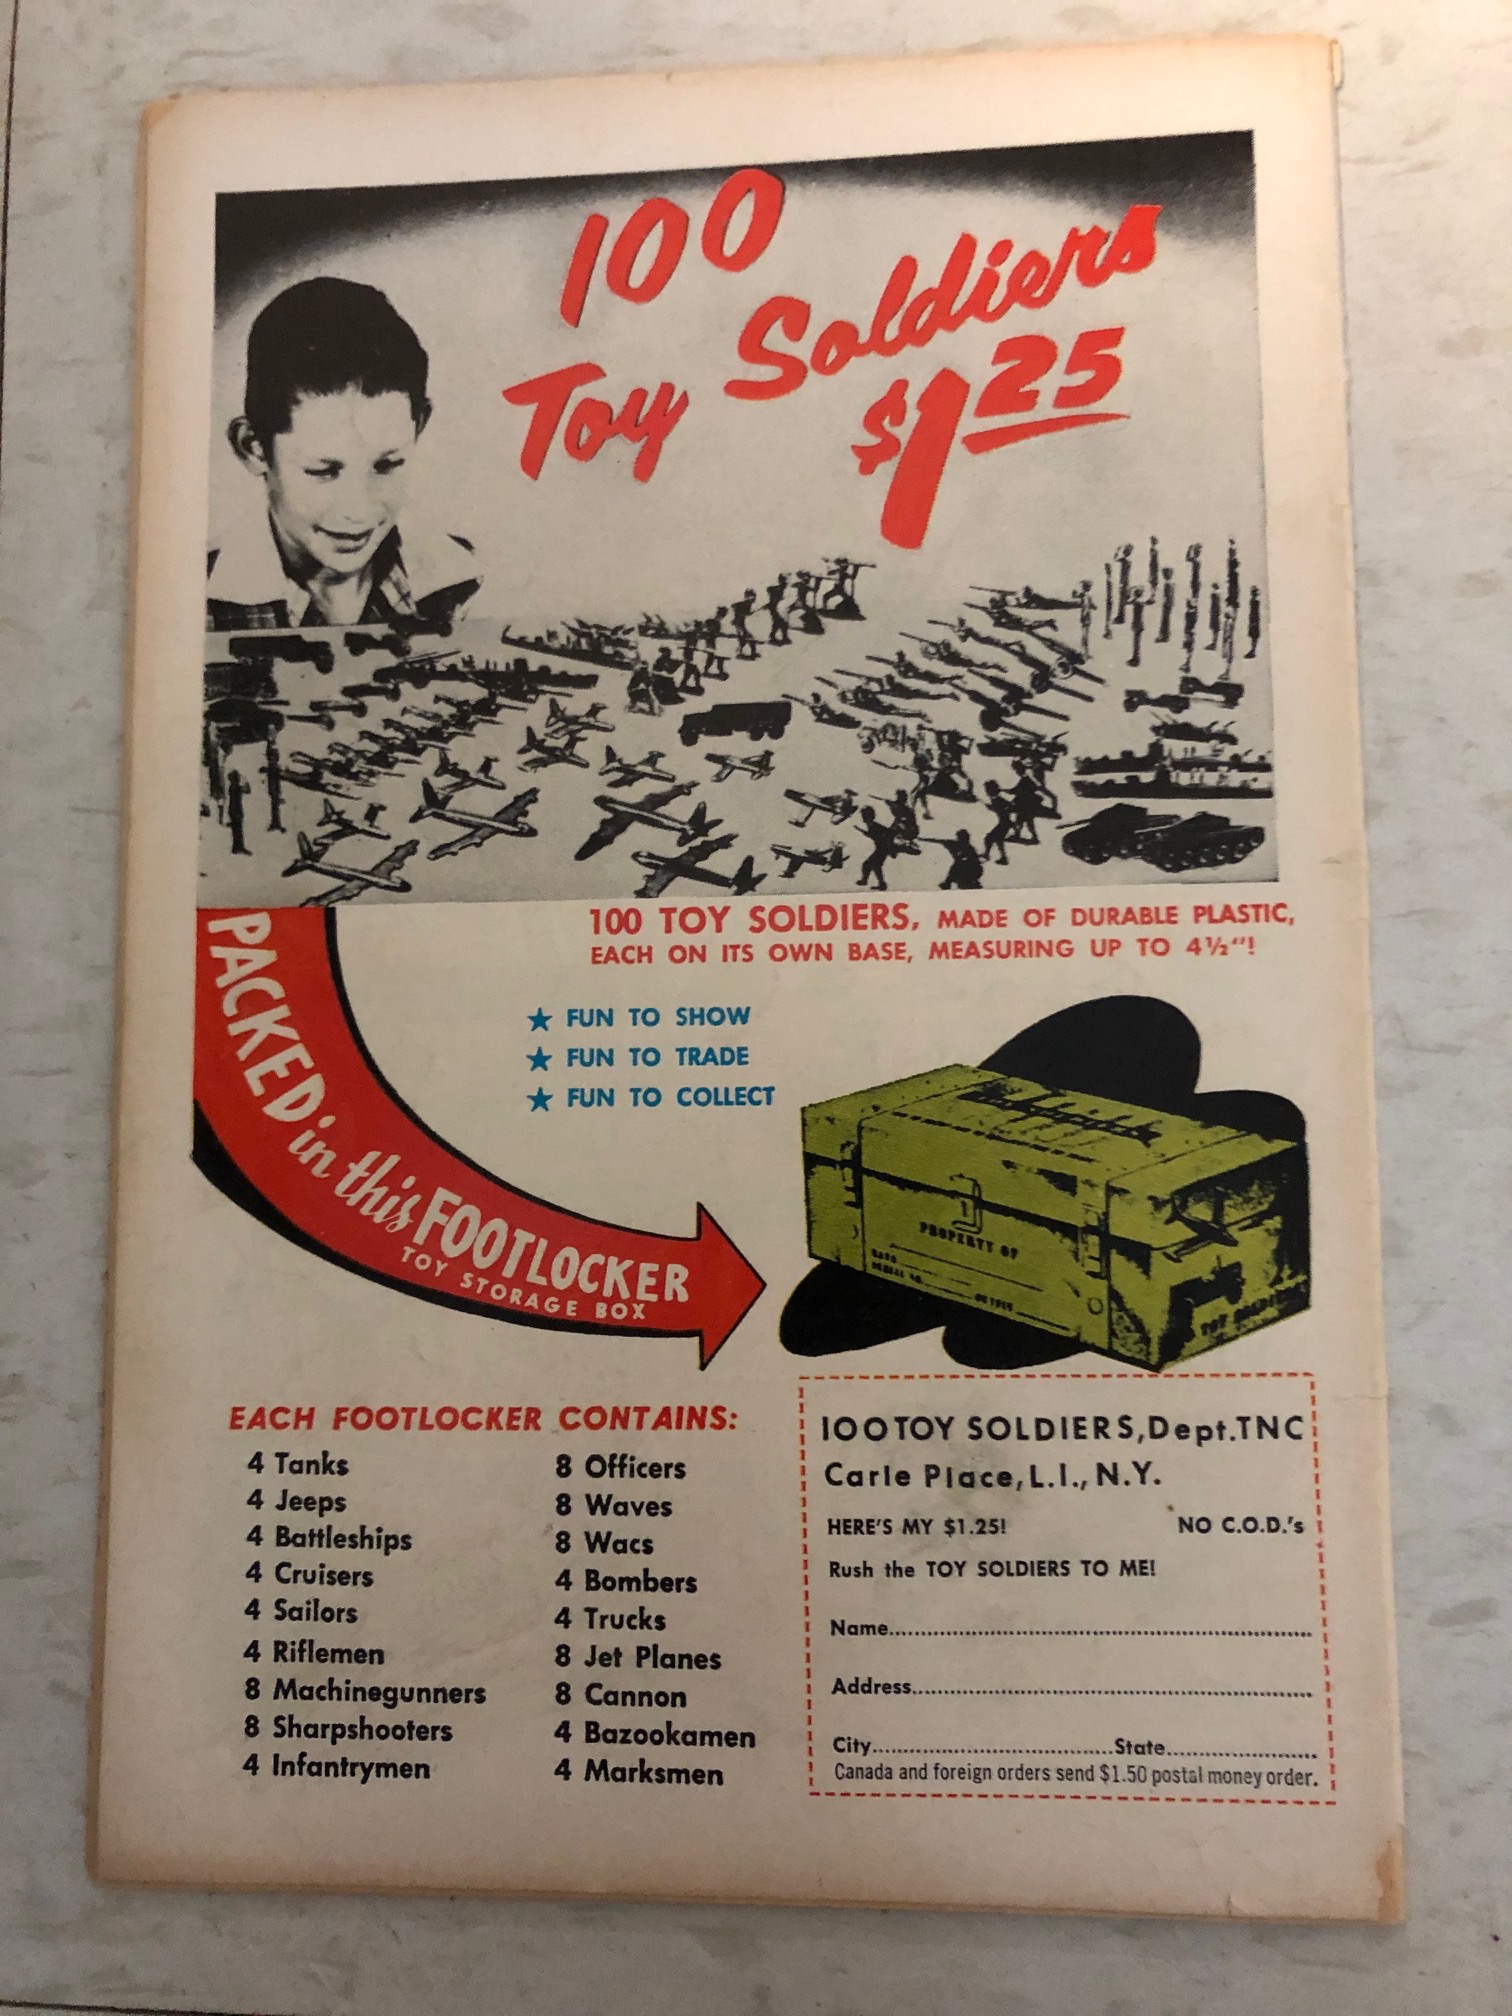 100
Toy Soldiers
$1.25
100 TOY SOLDIERS, MADE OF DURABLE PLASTIC,
EACH ON ITS OWN BASE, MEASURING UP TO 4½"!
★ FUN TO SHOW
★ FUN TO TRADE
★ FUN TO COLLECT
PACKED in this FOOTLOCKER
TOY STORAGE BOX
PROPERTY OF
EACH FOOTLOCKER CONTAINS:
4 Tanks
4 Jeeps
4 Battleships
4 Cruisers
4 Sailors
4 Riflemen
8 Machinegunners
8 Sharpshooters
4 Infantrymen
8 Officers
8 Waves
8 Wacs
4 Bombers
4 Trucks
8 Jet Planes
8 Cannon
4 Bazookamen
4 Marksmen
100 TOY SOLDIERS, Dept. TNC
Carle Place, L.I., N.Y.
HERE'S MY $1.25! NO C.O.D.'s
Rush the TOY SOLDIERS TO ME!
Name
Address
City State
Canada and foreign orders send $1.50 postal money order.